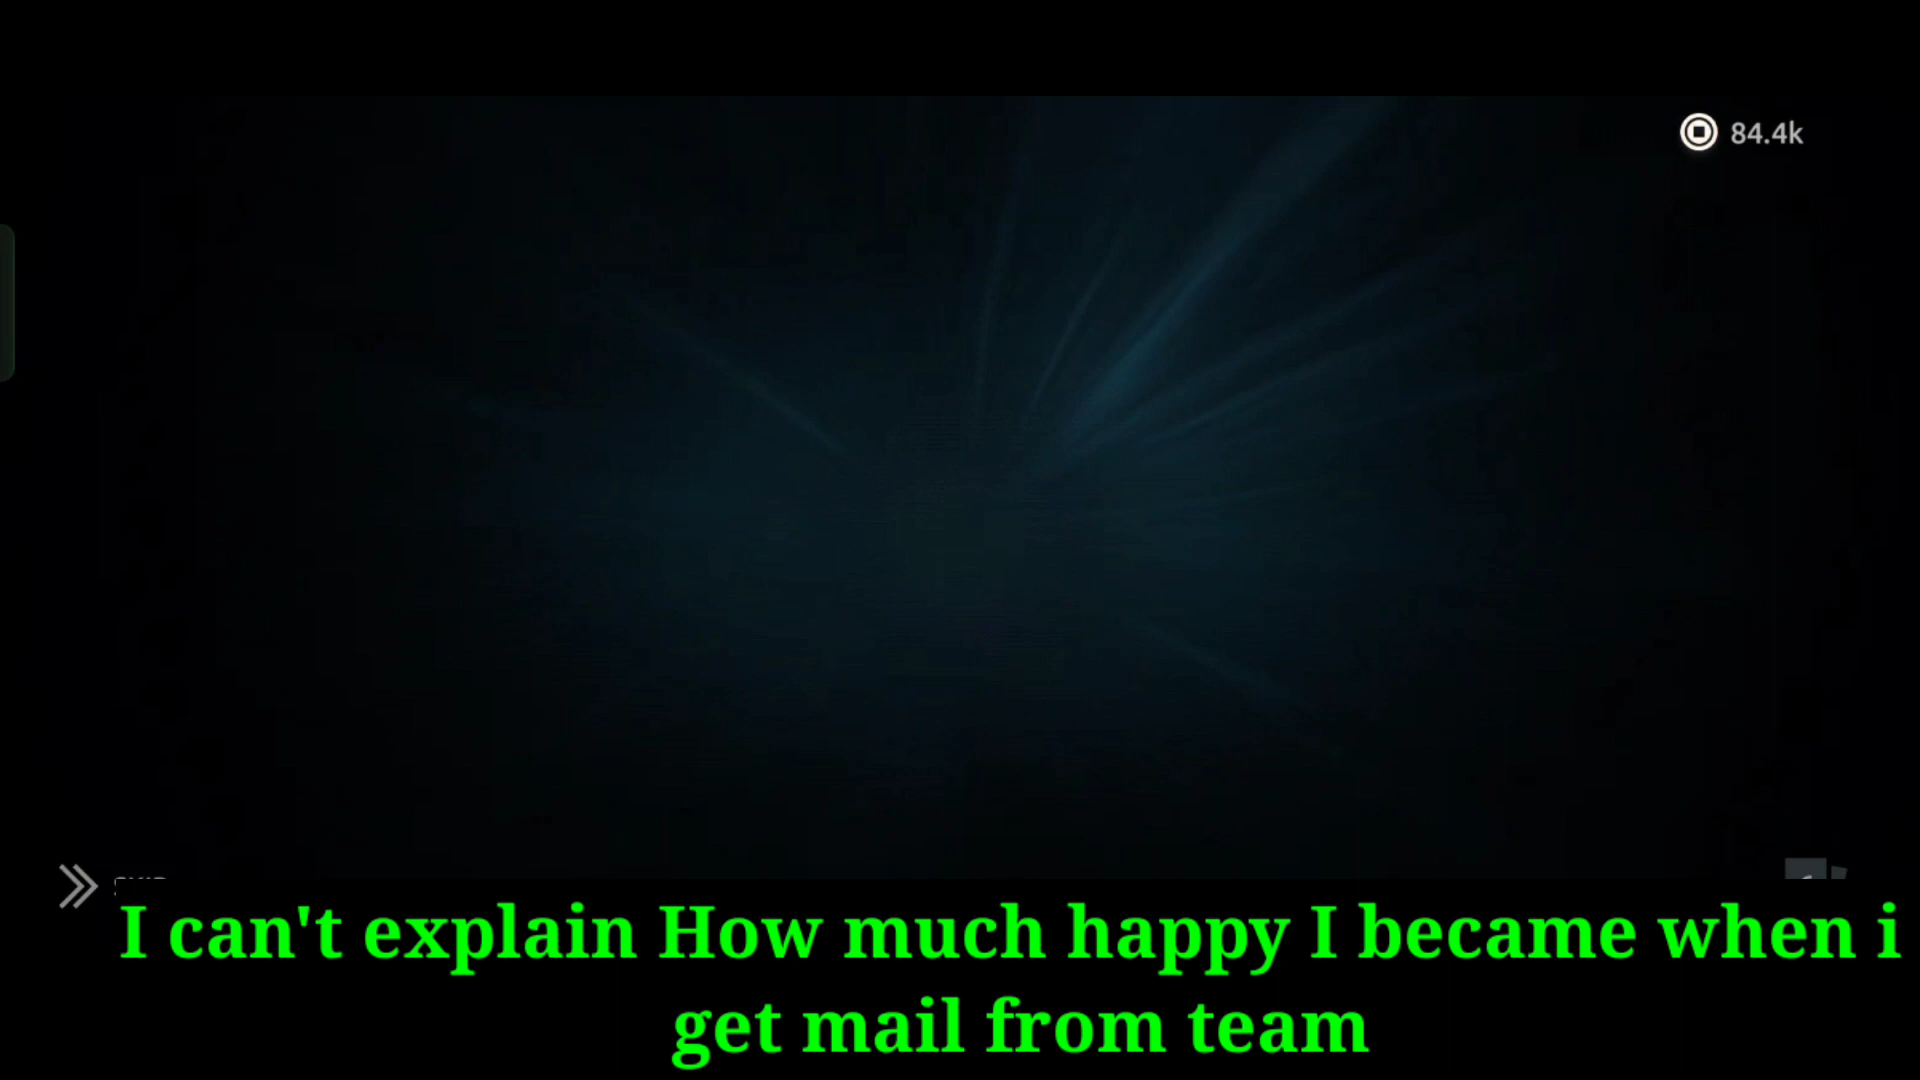 84.4k
I can't explain How much happy I became when i
get mail from team